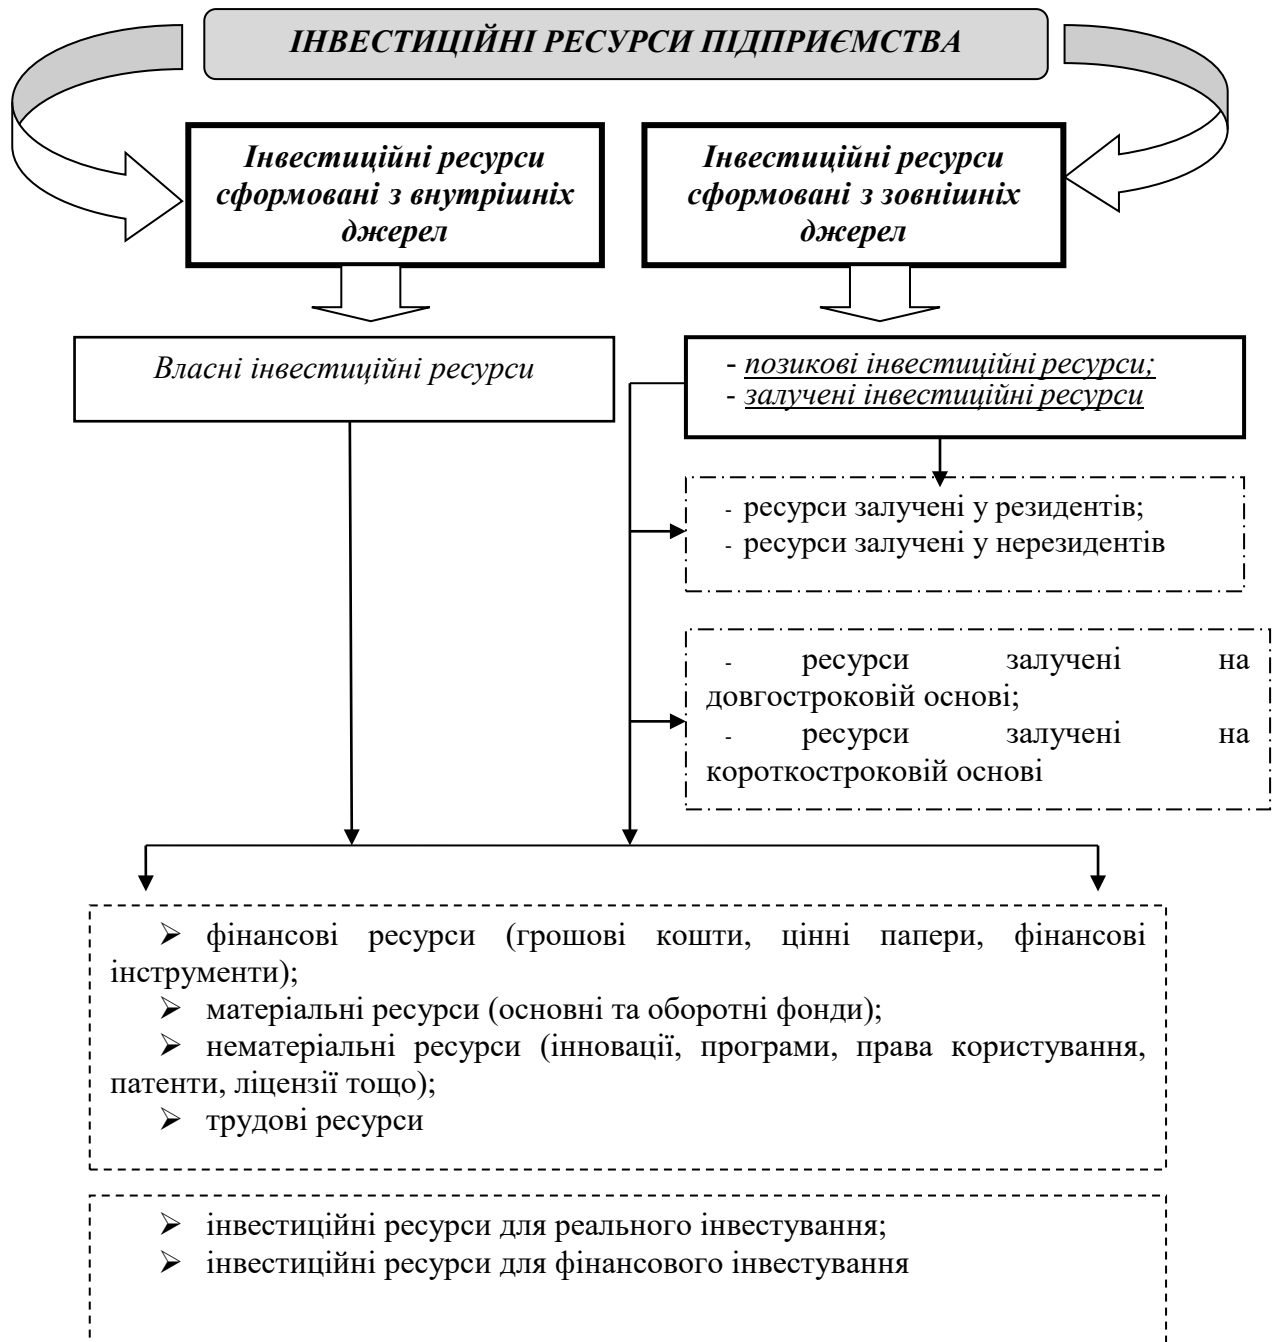 ІНВЕСТИЦІЙНІ РЕСУРСИ ПІДПРИЄМСТВА
Інвестиційні ресурси
сформовані з внутрішніх
джерел
Інвестиційні ресурси
сформовані з зовнішніх
джерел
Власні інвестиційні ресурси
- позикові інвестиційні ресурси;
- залучені інвестиційні ресурси
- ресурси залучені у резидентів;
- ресурси залучені у нерезидентів
- ресурси залучені на
довгостроковій основі;
- ресурси залучені на
короткостроковій основі
➢ фінансові ресурси (грошові кошти, цінні папери, фінансові
інструменти);
➢ матеріальні ресурси (основні та оборотні фонди);
➢ нематеріальні ресурси (інновації, програми, права користування,
патенти, ліцензії тощо);
➢ трудові ресурси
➢ інвестиційні ресурси для реального інвестування;
➢ інвестиційні ресурси для фінансового інвестування